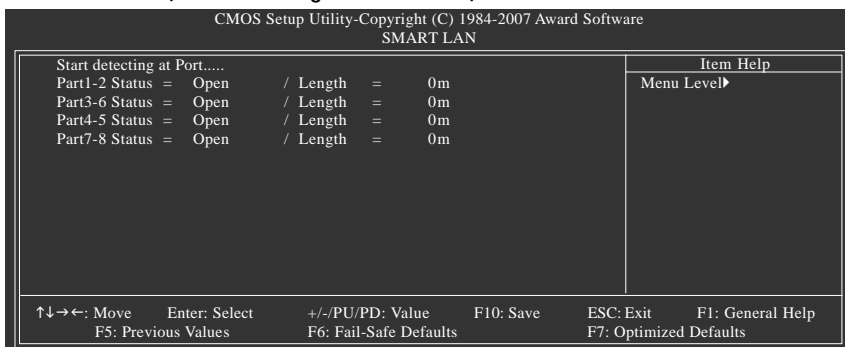 CMOS Setup Utility-Copyright (C) 1984-2007 Award Software
SMART LAN
Start detecting at Port.....
Part1-2 Status = Open / Length = 0m
Part3-6 Status = Open / Length = 0m
Part4-5 Status = Open / Length = 0m
Part7-8 Status = Open / Length = 0m
Item Help
Menu Level▶
↑↓→←: Move Enter: Select +/-/PU/PD: Value F10: Save ESC: Exit F1: General Help
F5: Previous Values F6: Fail-Safe Defaults F7: Optimized Defaults